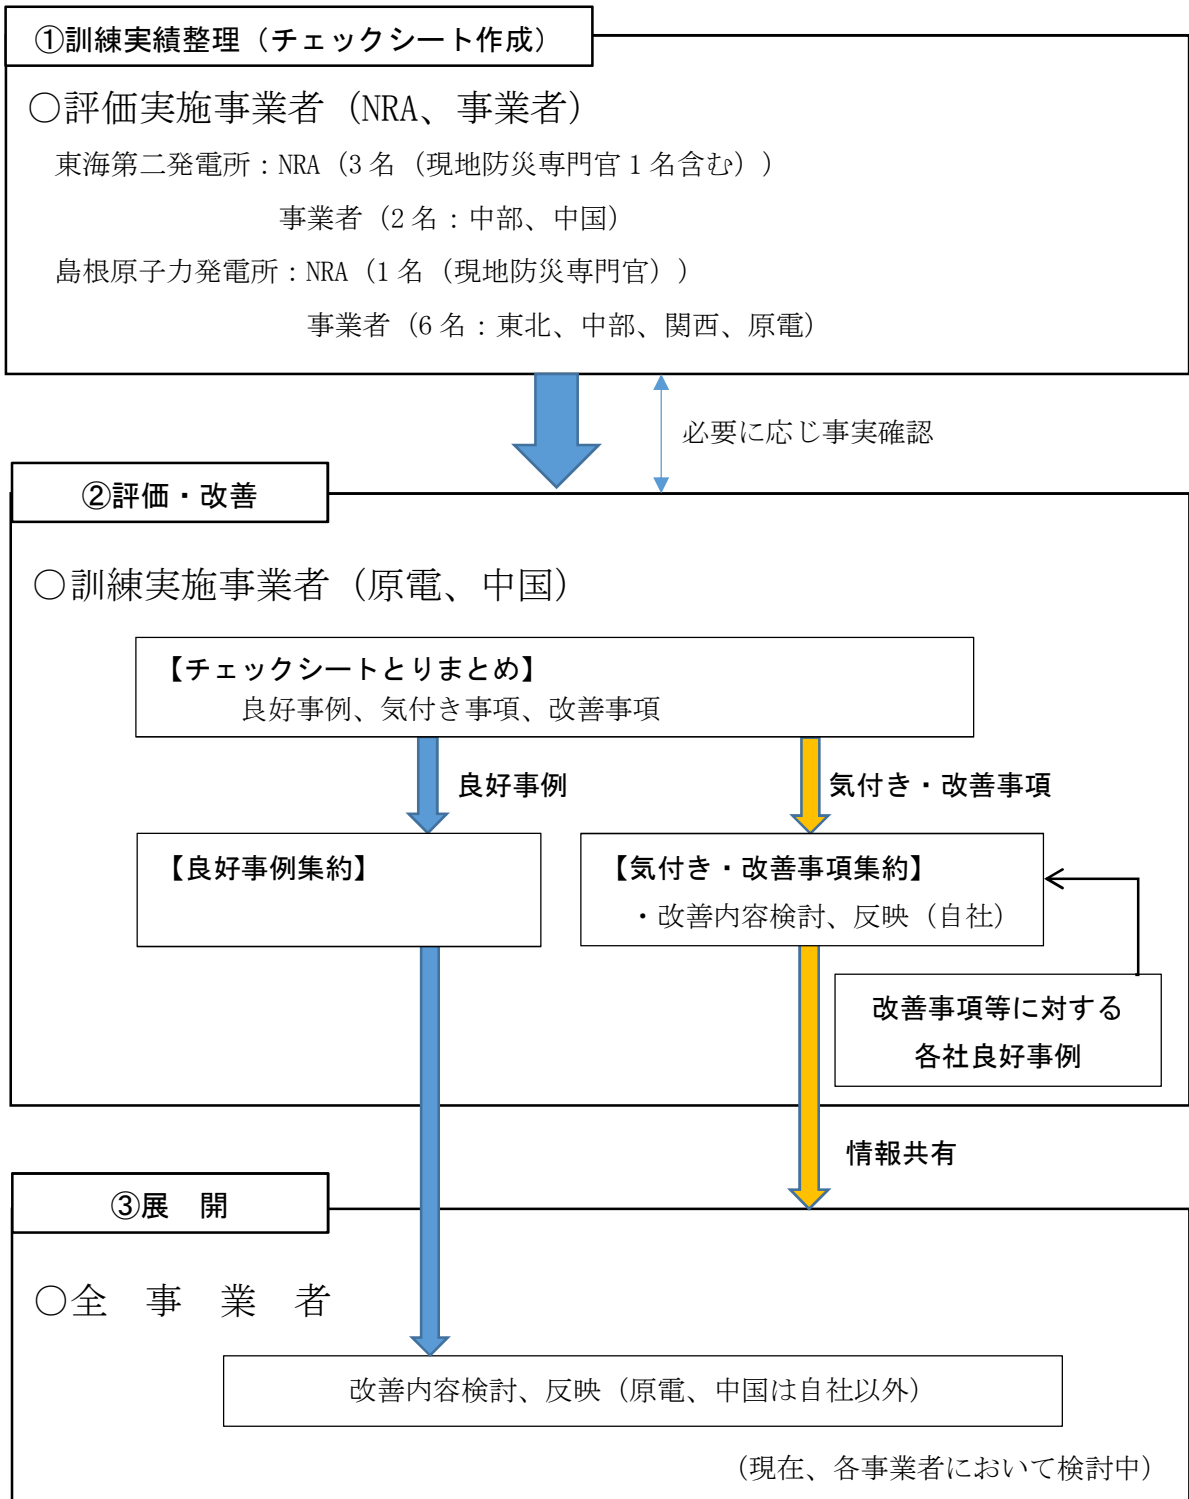 ①訓練実績整理（チェックシート作成）
○評価実施事業者（NRA、事業者）
東海第二発電所：NRA（3名（現地防災専門官1名含む））
事業者（2名：中部、中国）
島根原子力発電所：NRA（1名（現地防災専門官））
事業者（6名：東北、中部、関西、原電）
必要に応じ事実確認
②評価・改善
○訓練実施事業者（原電、中国）
【チェックシートとりまとめ】
良好事例、気付き事項、改善事項
良好事例
気付き・改善事項
【良好事例集約】
【気付き・改善事項集約】
・改善内容検討、反映（自社）
改善事項等に対する
各社良好事例
情報共有
③展　開
○全　事　業　者
改善内容検討、反映（原電、中国は自社以外）
（現在、各事業者において検討中）